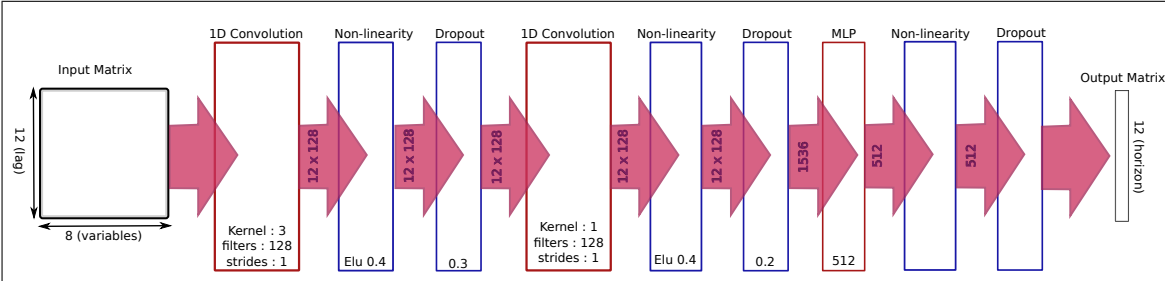 Input Matrix
12 (lag)
8 (variables)
1D Convolution
Kernel : 3
filters : 128
strides : 1
12 x 128
Non-linearity
Elu 0.4
12 x 128
Dropout
0.3
12 x 128
1D Convolution
Kernel : 1
filters : 128
strides : 1
12 x 128
Non-linearity
Elu 0.4
12 x 128
Dropout
0.2
1536
MLP
512
512
Non-linearity
512
Dropout
Output Matrix
12 (horizon)